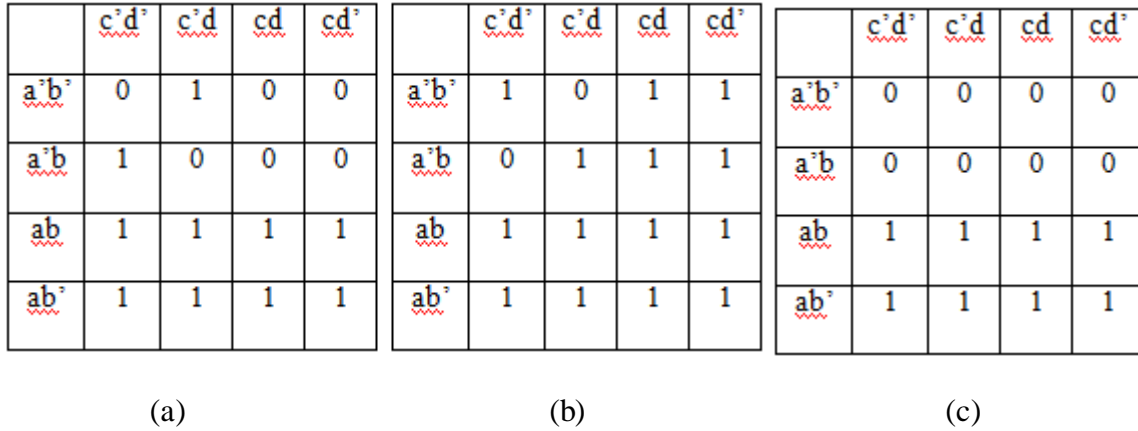 c’d’ c’d cd cd’
a’b’ 0 1 0 0
a’b 1 0 0 0
ab 1 1 1 1
ab’ 1 1 1 1
(a)
c’d’ c’d cd cd’
a’b’ 1 0 1 1
a’b 0 1 1 1
ab 1 1 1 1
ab’ 1 1 1 1
(b)
c’d’ c’d cd cd’
a’b’ 0 0 0 0
a’b 0 0 0 0
ab 1 1 1 1
ab’ 1 1 1 1
(c)